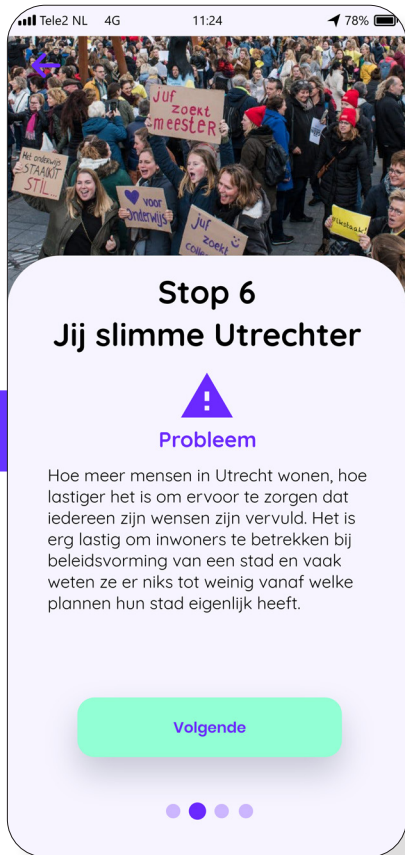 Tele2 NL 4G 11:24 78%
juf
zoekt
meester
Het onderwijs
STAAKIT
STIL...
voor
onderwijs
juf
zoekt
Stop 6
Jij slimme Utrechter
Probleem
Hoe meer mensen in Utrecht wonen, hoe
lastiger het is om ervoor te zorgen dat
iedereen zijn wensen zijn vervuld. Het is
erg lastig om inwoners te betrekken bij
beleidsvorming van een stad en vaak
weten ze er niks tot weinig vanaf welke
plannen hun stad eigenlijk heeft.
Volgende